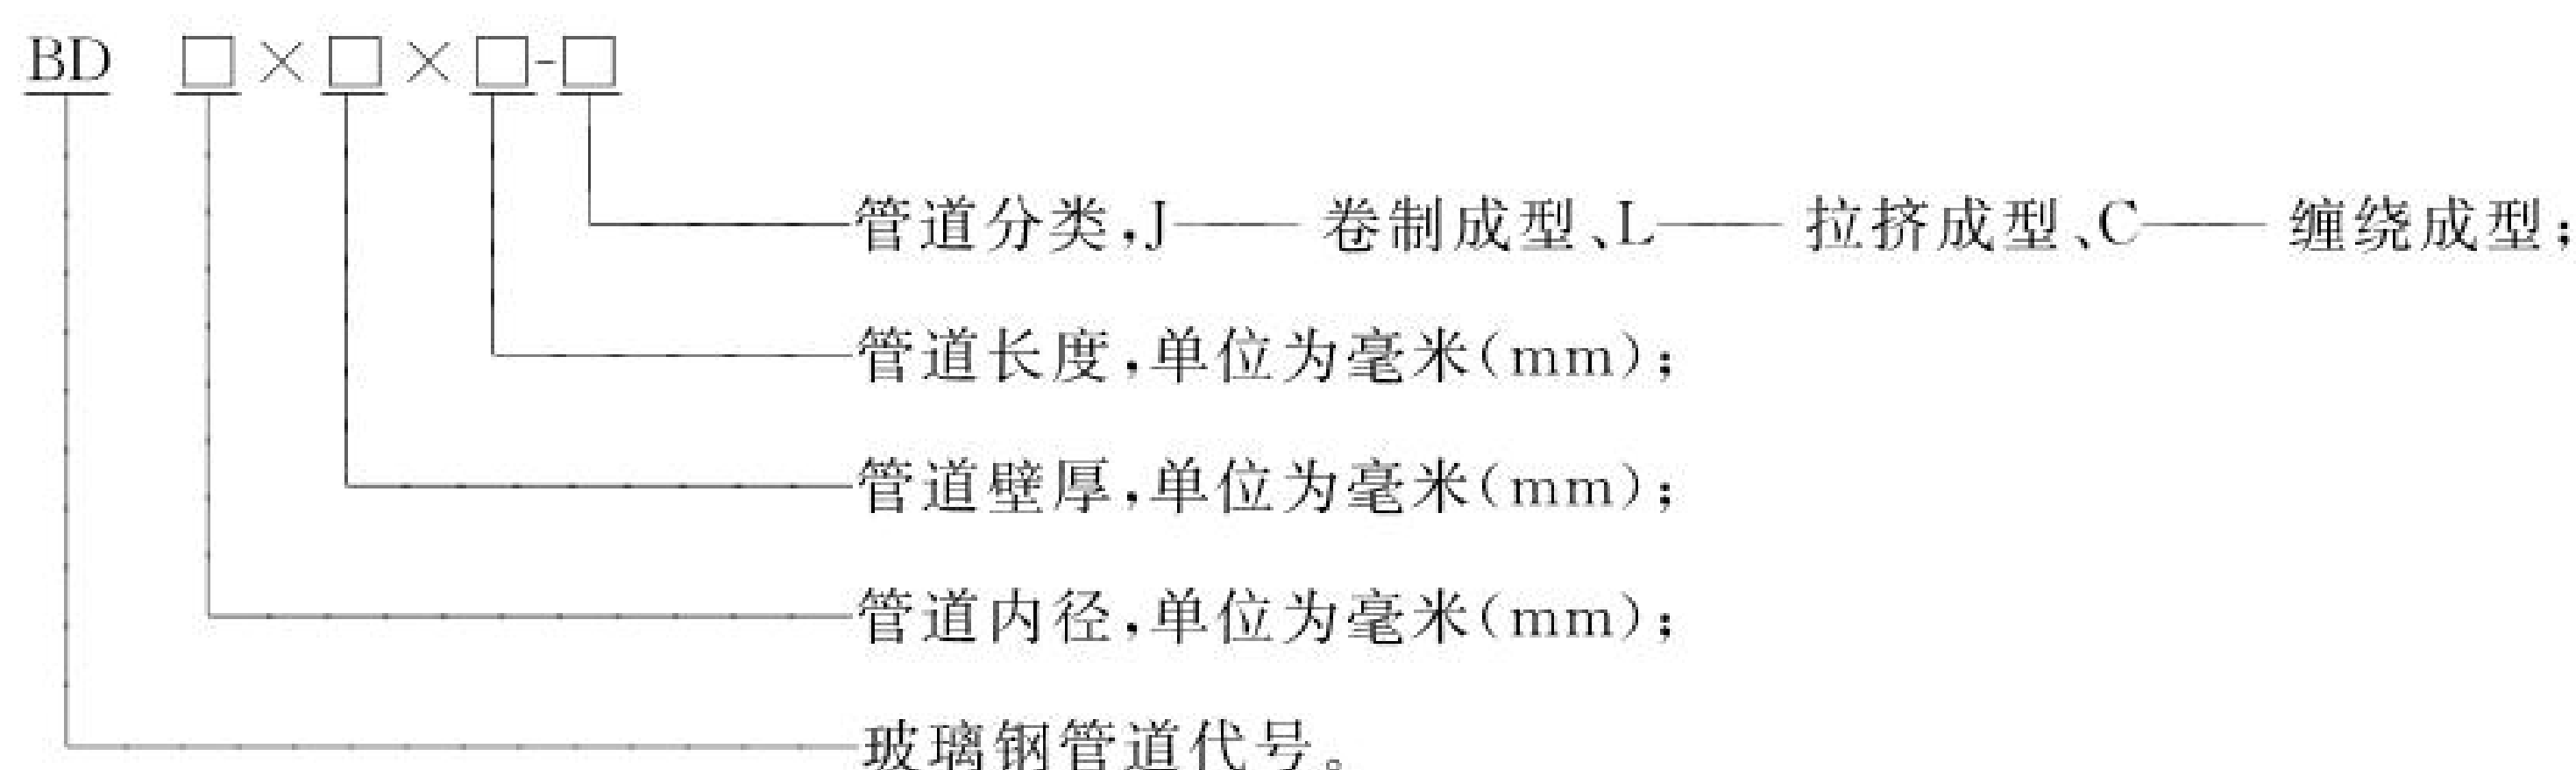 BD □×□×□-□
管道分类,J—— 卷制成型、L—— 拉挤成型、C—— 缠绕成型;
管道长度,单位为毫米(mm);
管道壁厚,单位为毫米(mm);
管道内径,单位为毫米(mm);
玻璃钢管道代号。